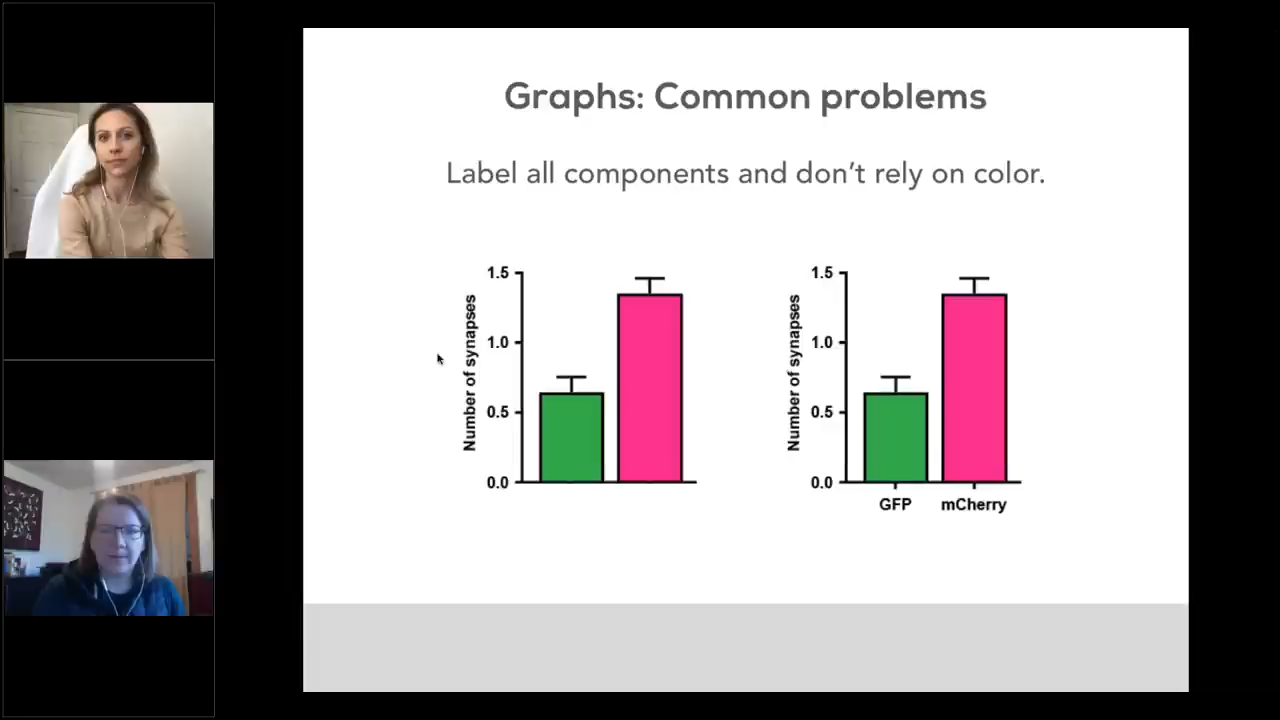 Graphs: Common problems
Label all components and don't rely on color.
Number of synapses
1.5
1.0
0.5
0.0
Number of synapses
1.5
1.0
0.5
0.0
GFP mCherry